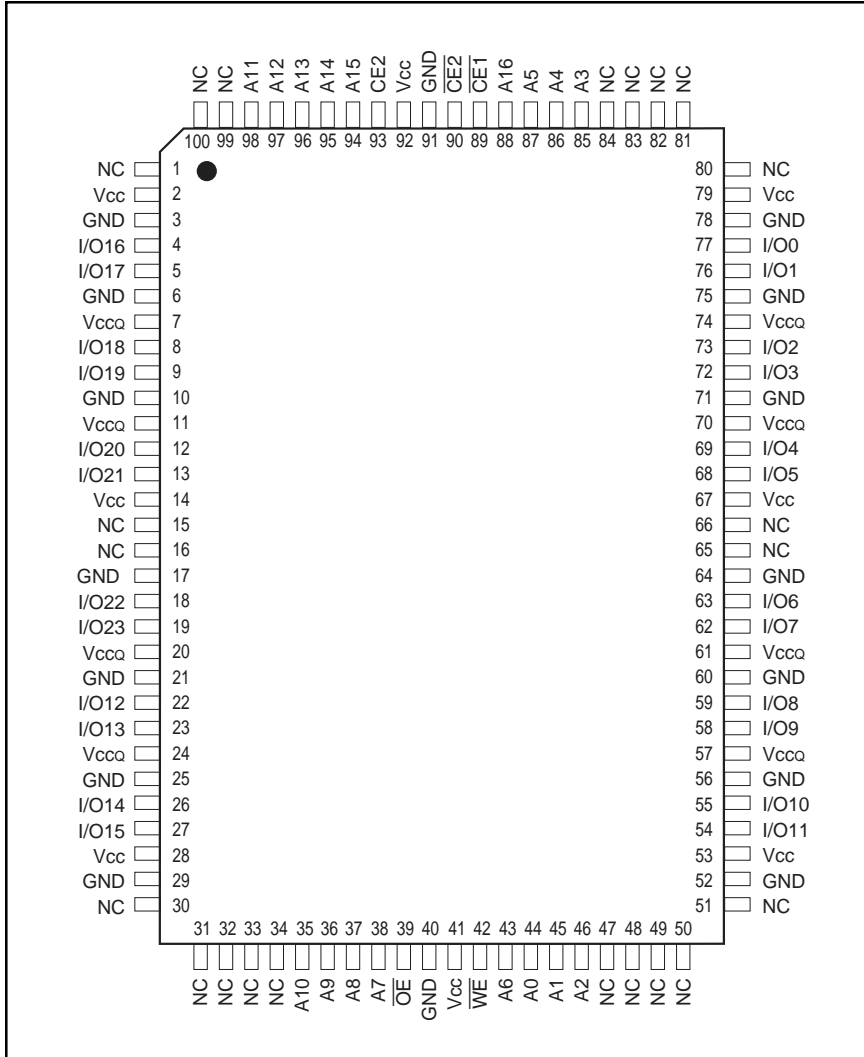 NC NC A11 A12 A13 A14 A15 CE2 Vcc GND CE2 CE1 A16 A5 A4 A3 NC NC NC NC
100 99 98 97 96 95 94 93 92 91 90 89 88 87 86 85 84 83 82 81
NC 1 80 NC
Vcc 2 79 Vcc
GND 3 78 GND
I/O16 4 77 I/O0
I/O17 5 76 I/O1
GND 6 75 GND
VccQ 7 74 VccQ
I/O18 8 73 I/O2
I/O19 9 72 I/O3
GND 10 71 GND
VccQ 11 70 VccQ
I/O20 12 69 I/O4
I/O21 13 68 I/O5
Vcc 14 67 Vcc
NC 15 66 NC
NC 16 65 NC
GND 17 64 GND
I/O22 18 63 I/O6
I/O23 19 62 I/O7
VccQ 20 61 VccQ
GND 21 60 GND
I/O12 22 59 I/O8
I/O13 23 58 I/O9
VccQ 24 57 VccQ
GND 25 56 GND
I/O14 26 55 I/O10
I/O15 27 54 I/O11
Vcc 28 53 Vcc
GND 29 52 GND
NC 30 51 NC
31 32 33 34 35 36 37 38 39 40 41 42 43 44 45 46 47 48 49 50
NC NC NC NC A10 A9 A8 A7 OE GND Vcc WE A6 A0 A1 A2 NC NC NC NC